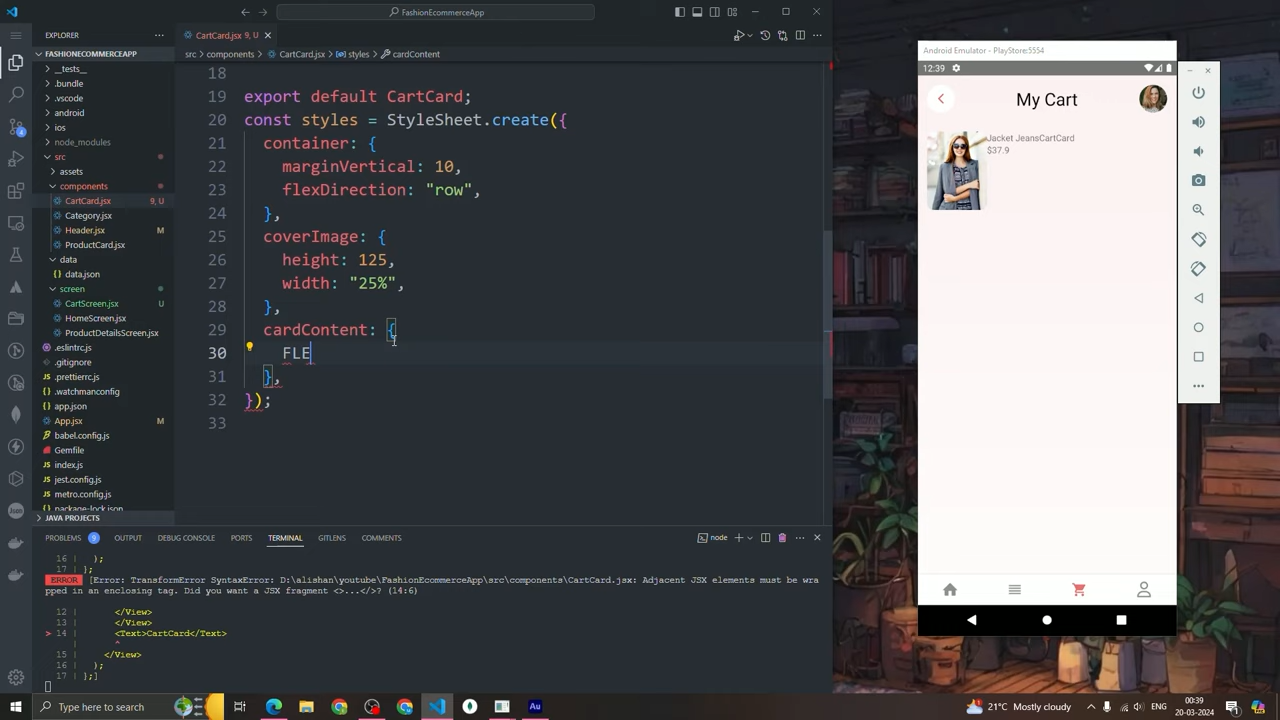 FashionEcommerceApp
EXPLORER
CartCard.jsx 9, U
src > components > CartCard.jsx > styles > cardContent
FASHIONECOMMERCEAPP
__tests__
.bundle
.vscode
android
ios
node_modules
src
assets
components
CartCard.jsx 9, U
Category.jsx
Header.jsx M
ProductCard.jsx
data
data.json
screen
CartScreen.jsx U
HomeScreen.jsx
ProductDetailsScreen.jsx
.eslintrc.js
.gitignore
.prettierrc.js
.watchmanconfig
app.json
App.jsx M
babel.config.js
Gemfile
index.js
jest.config.js
metro.config.js
package-lock.json
JAVA PROJECTS
18
19 export default CartCard;
20 const styles = StyleSheet.create({
21 container: {
22 marginVertical: 10,
23 flexDirection: "row",
24 },
25 coverImage: {
26 height: 125,
27 width: "25%",
28 },
29 cardContent: {
30 FLE
31 },
32 });
33
PROBLEMS 9 OUTPUT DEBUG CONSOLE PORTS TERMINAL GITLENS COMMENTS
node
16 | );
17 | };
ERROR [Error: TransformError SyntaxError: D:\alishan\youtube\FashionEcommerceApp\src\components\CartCard.jsx: Adjacent JSX elements must be wra
pped in an enclosing tag. Did you want a JSX fragment <>...</>? (14:6)
12 | </View>
13 | </View>
> 14 | <Text>CartCard</Text>
| ^
15 | </View>
16 | );
17 | };]
Android Emulator - PlayStore:5554
12:39
My Cart
Jacket JeansCartCard
$37.9
4
Json
Type here to search
Au
21°C Mostly cloudy
ENG
00:39
20-03-2024